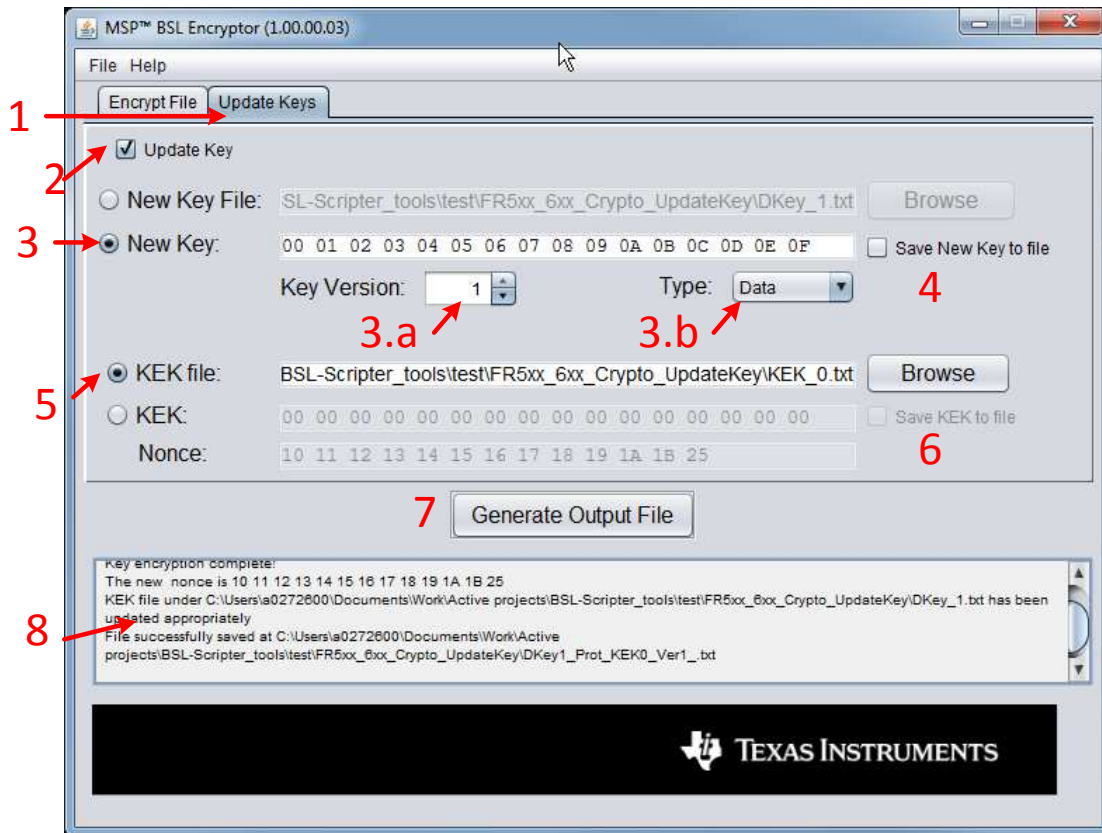 MSP™ BSL Encryptor (1.00.00.03)
File Help
Encrypt File Update Keys
1
Update Key
2
New Key File: SL-Scripter_tools\test\FR5xx_6xx_Crypto_UpdateKey\DKey_1.txt Browse
3 New Key: 00 01 02 03 04 05 06 07 08 09 0A 0B 0C 0D 0E 0F Save New Key to file
Key Version: 1 Type: Data 4
3.a 3.b
KEK file: BSL-Scripter_tools\test\FR5xx_6xx_Crypto_UpdateKey\KEK_0.txt Browse
5
KEK: 00 00 00 00 00 00 00 00 00 00 00 00 00 00 00 00 Save KEK to file
Nonce: 10 11 12 13 14 15 16 17 18 19 1A 1B 25 6
7 Generate Output File
Key encryption complete!
The new nonce is 10 11 12 13 14 15 16 17 18 19 1A 1B 25
KEK file under C:\Users\a0272600\Documents\Work\Active projects\BSL-Scripter_tools\test\FR5xx_6xx_Crypto_UpdateKey\DKey_1.txt has been
updated appropriately
8 File successfully saved at C:\Users\a0272600\Documents\Work\Active
projects\BSL-Scripter_tools\test\FR5xx_6xx_Crypto_UpdateKey\DKey1_Prot_KEK0_Ver1_.txt
TEXAS INSTRUMENTS